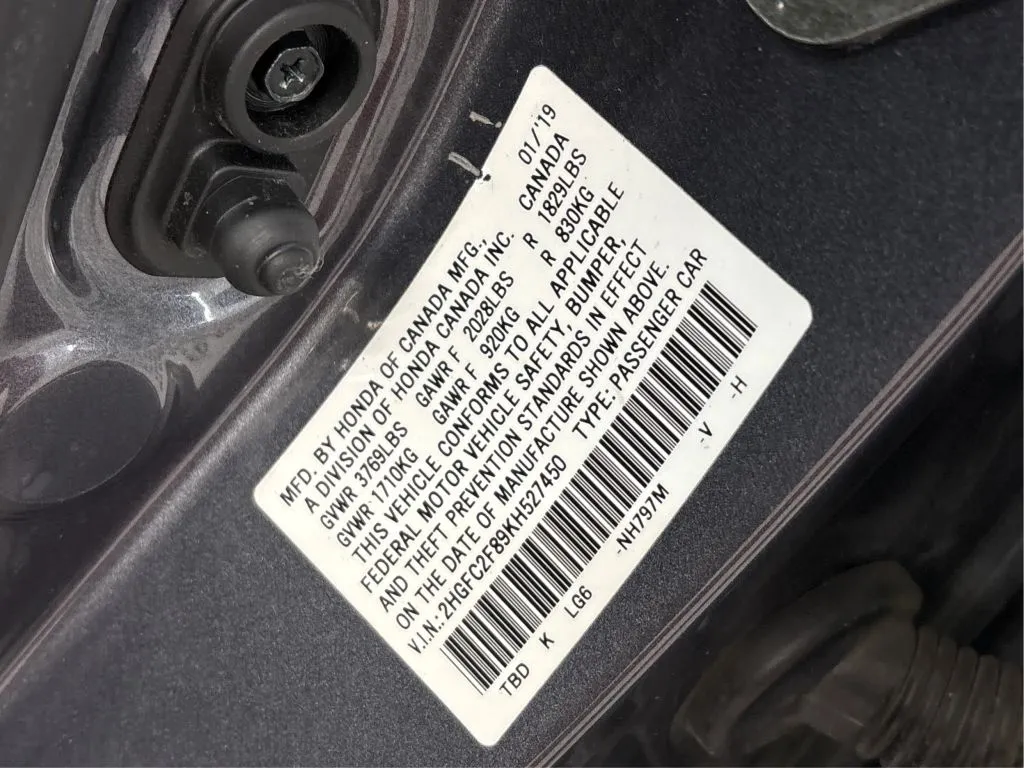 MFD. BY HONDA OF CANADA MFG., 01/'19
A DIVISION OF HONDA CANADA INC. CANADA
GVWR 3769LBS GAWR F 2028LBS R 1829LBS
GVWR 1710KG GAWR F 920KG R 830KG
THIS VEHICLE CONFORMS TO ALL APPLICABLE
FEDERAL MOTOR VEHICLE SAFETY, BUMPER,
AND THEFT PREVENTION STANDARDS IN EFFECT
ON THE DATE OF MANUFACTURE SHOWN ABOVE.
V.I.N.:2HGFC2F89KH527450 TYPE:PASSENGER CAR
TBD K LG6 -NH797M -V -H